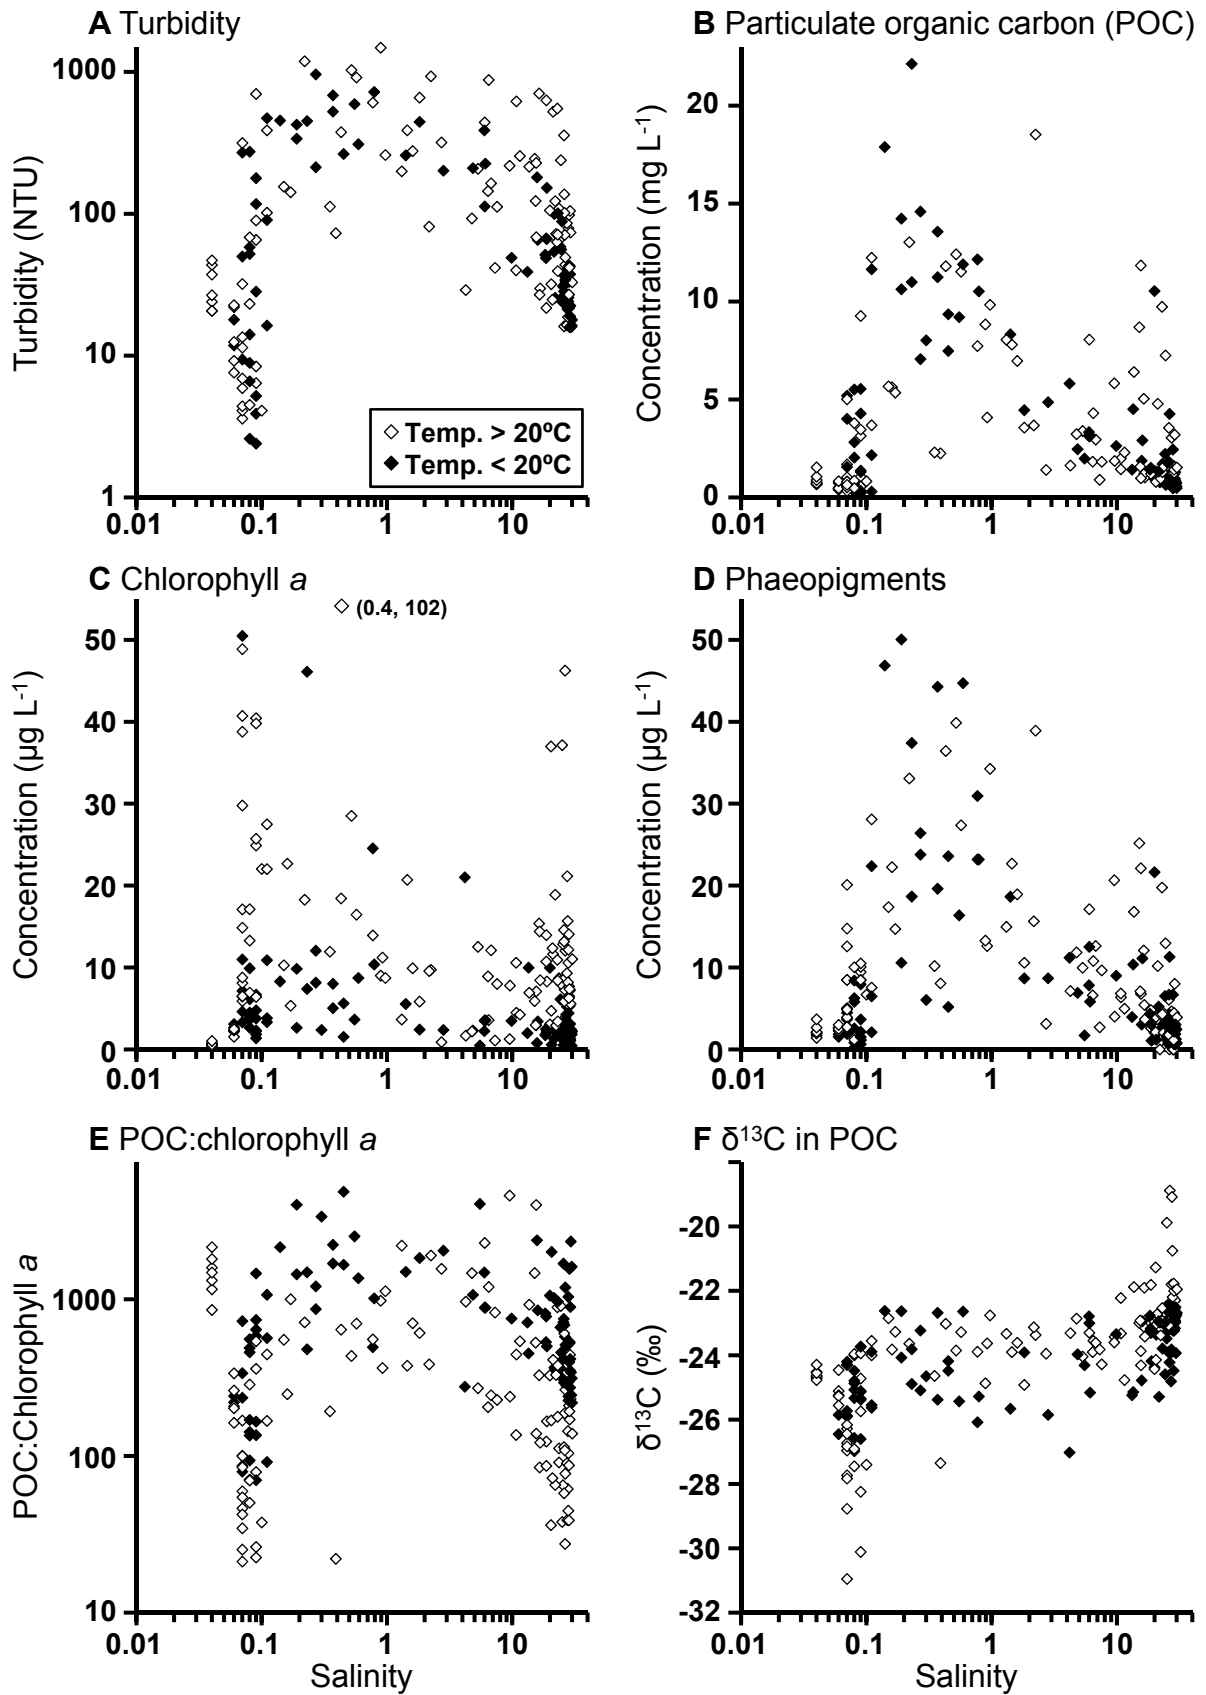 A Turbidity
Turbidity (NTU)
1000
100
10
1
0.01 0.1 1 10
Temp. > 20ºC
Temp. < 20ºC
B Particulate organic carbon (POC)
Concentration (mg L-1)
20
15
10
5
0
0.01 0.1 1 10
C Chlorophyll a
(0.4, 102)
Concentration (µg L-1)
50
40
30
20
10
0
0.01 0.1 1 10
D Phaeopigments
Concentration (µg L-1)
50
40
30
20
10
0
0.01 0.1 1 10
E POC:chlorophyll a
POC:Chlorophyll a
1000
100
10
0.01 0.1 1 10
Salinity
F δ13C in POC
δ13C (‰)
-20
-22
-24
-26
-28
-30
-32
0.01 0.1 1 10
Salinity